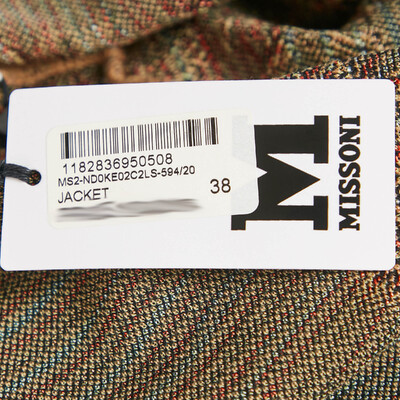 1182836950508
MS2-ND0KE02C2LS-594/20
JACKET
38
M
MISSONI